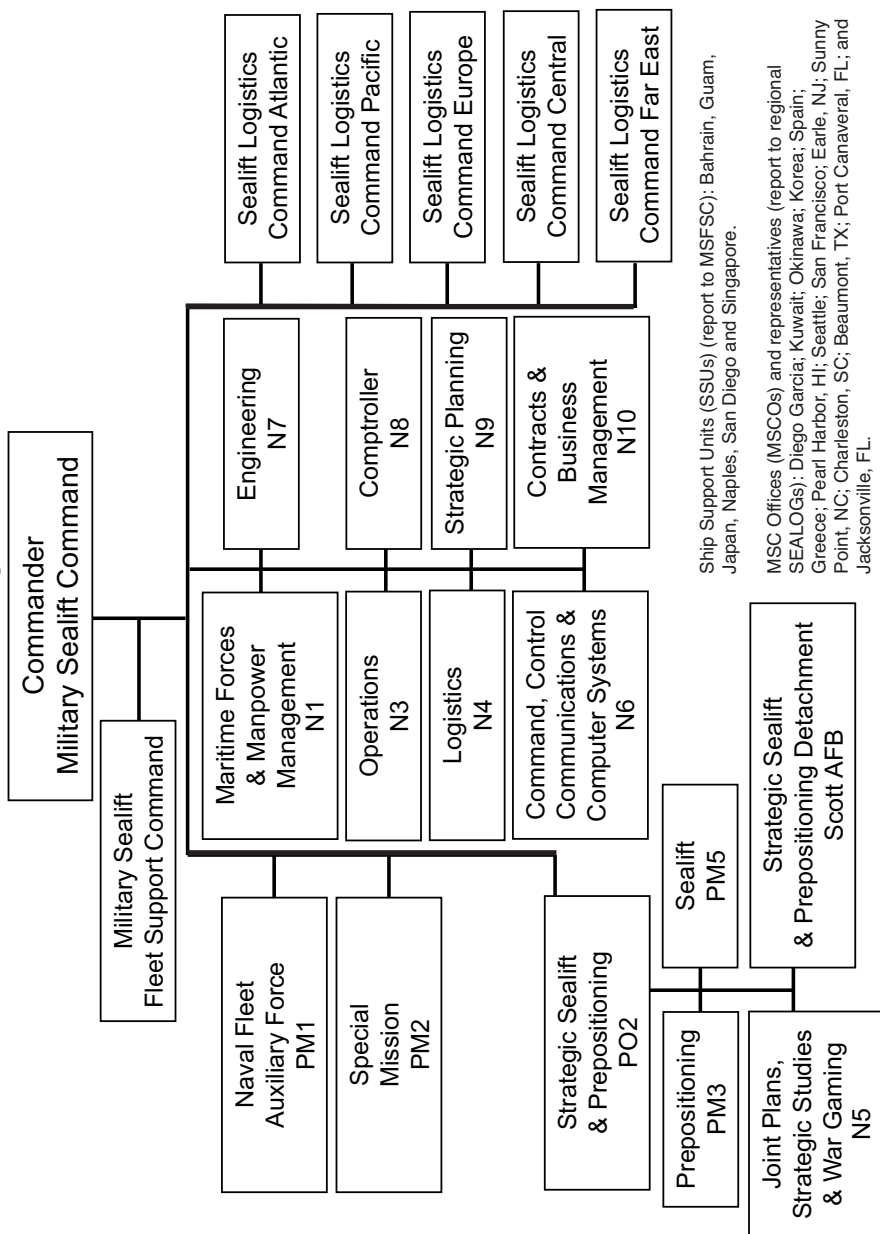 Commander
Military Sealift Command
Military Sealift
Fleet Support Command
Naval Fleet
Auxiliary Force
PM1
Special
Mission
PM2
Strategic Sealift
& Prepositioning
PO2
Prepositioning
PM3
Sealift
PM5
Joint Plans,
Strategic Studies
& War Gaming
N5
Strategic Sealift
& Prepositioning Detachment
Scott AFB
Maritime Forces
& Manpower
Management
N1
Operations
N3
Logistics
N4
Command, Control
Communications &
Computer Systems
N6
Engineering
N7
Comptroller
N8
Strategic Planning
N9
Contracts &
Business
Management
N10
Sealift Logistics
Command Atlantic
Sealift Logistics
Command Pacific
Sealift Logistics
Command Europe
Sealift Logistics
Command Central
Sealift Logistics
Command Far East
Ship Support Units (SSUs) (report to MSFSC): Bahrain, Guam,
Japan, Naples, San Diego and Singapore.
MSC Offices (MSCOs) and representatives (report to regional
SEALOGs): Diego Garcia; Kuwait; Okinawa; Korea; Spain;
Greece; Pearl Harbor, HI; Seattle; San Francisco; Earle, NJ; Sunny
Point, NC; Charleston, SC; Beaumont, TX; Port Canaveral, FL; and
Jacksonville, FL.